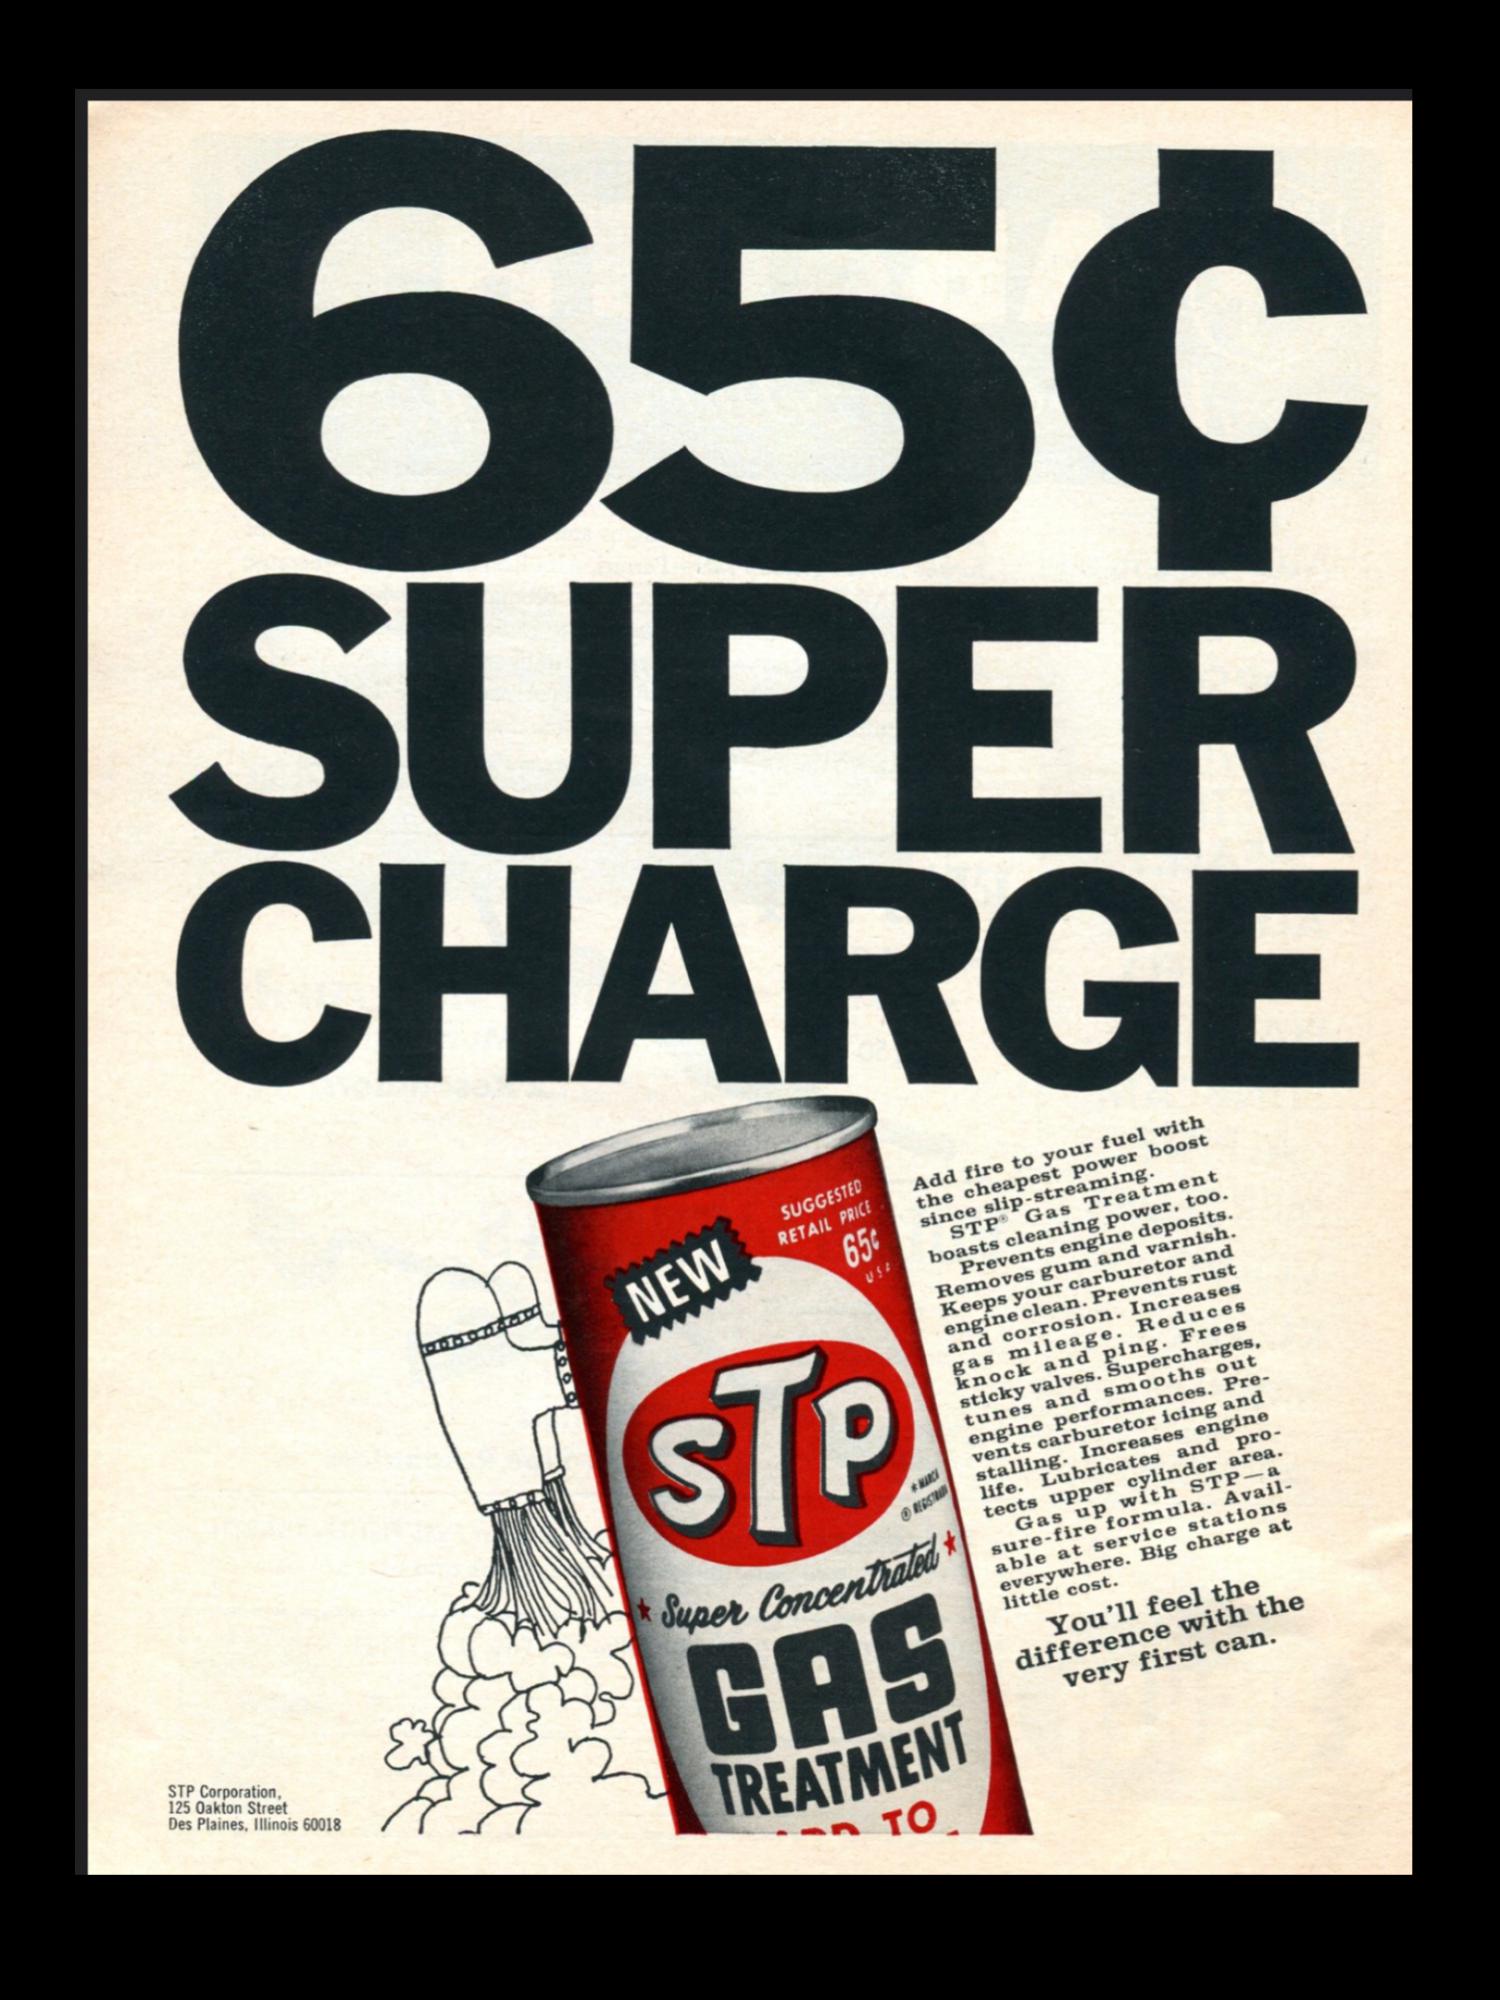 65¢
SUPER
CHARGE
SUGGESTED
RETAIL PRICE
65¢
USA
NEW
STP
*MARCA
® REGISTRADA
Super Concentrated
GAS
TREATMENT
ADD TO
Add fire to your fuel with
the cheapest power boost
since slip-streaming.
STP® Gas Treatment
boasts cleaning power, too.
Prevents engine deposits.
Removes gum and varnish.
Keeps your carburetor and
engine clean. Prevents rust
and corrosion. Increases
gas mileage. Reduces
knock and ping. Frees
sticky valves. Supercharges,
tunes and smooths out
engine performances. Pre-
vents carburetor icing and
stalling. Increases engine
life. Lubricates and pro-
tects upper cylinder area.
Gas up with STP—a
sure-fire formula. Avail-
able at service stations
everywhere. Big charge at
little cost.
You'll feel the
difference with the
very first can.
STP Corporation,
125 Oakton Street
Des Plaines, Illinois 60018